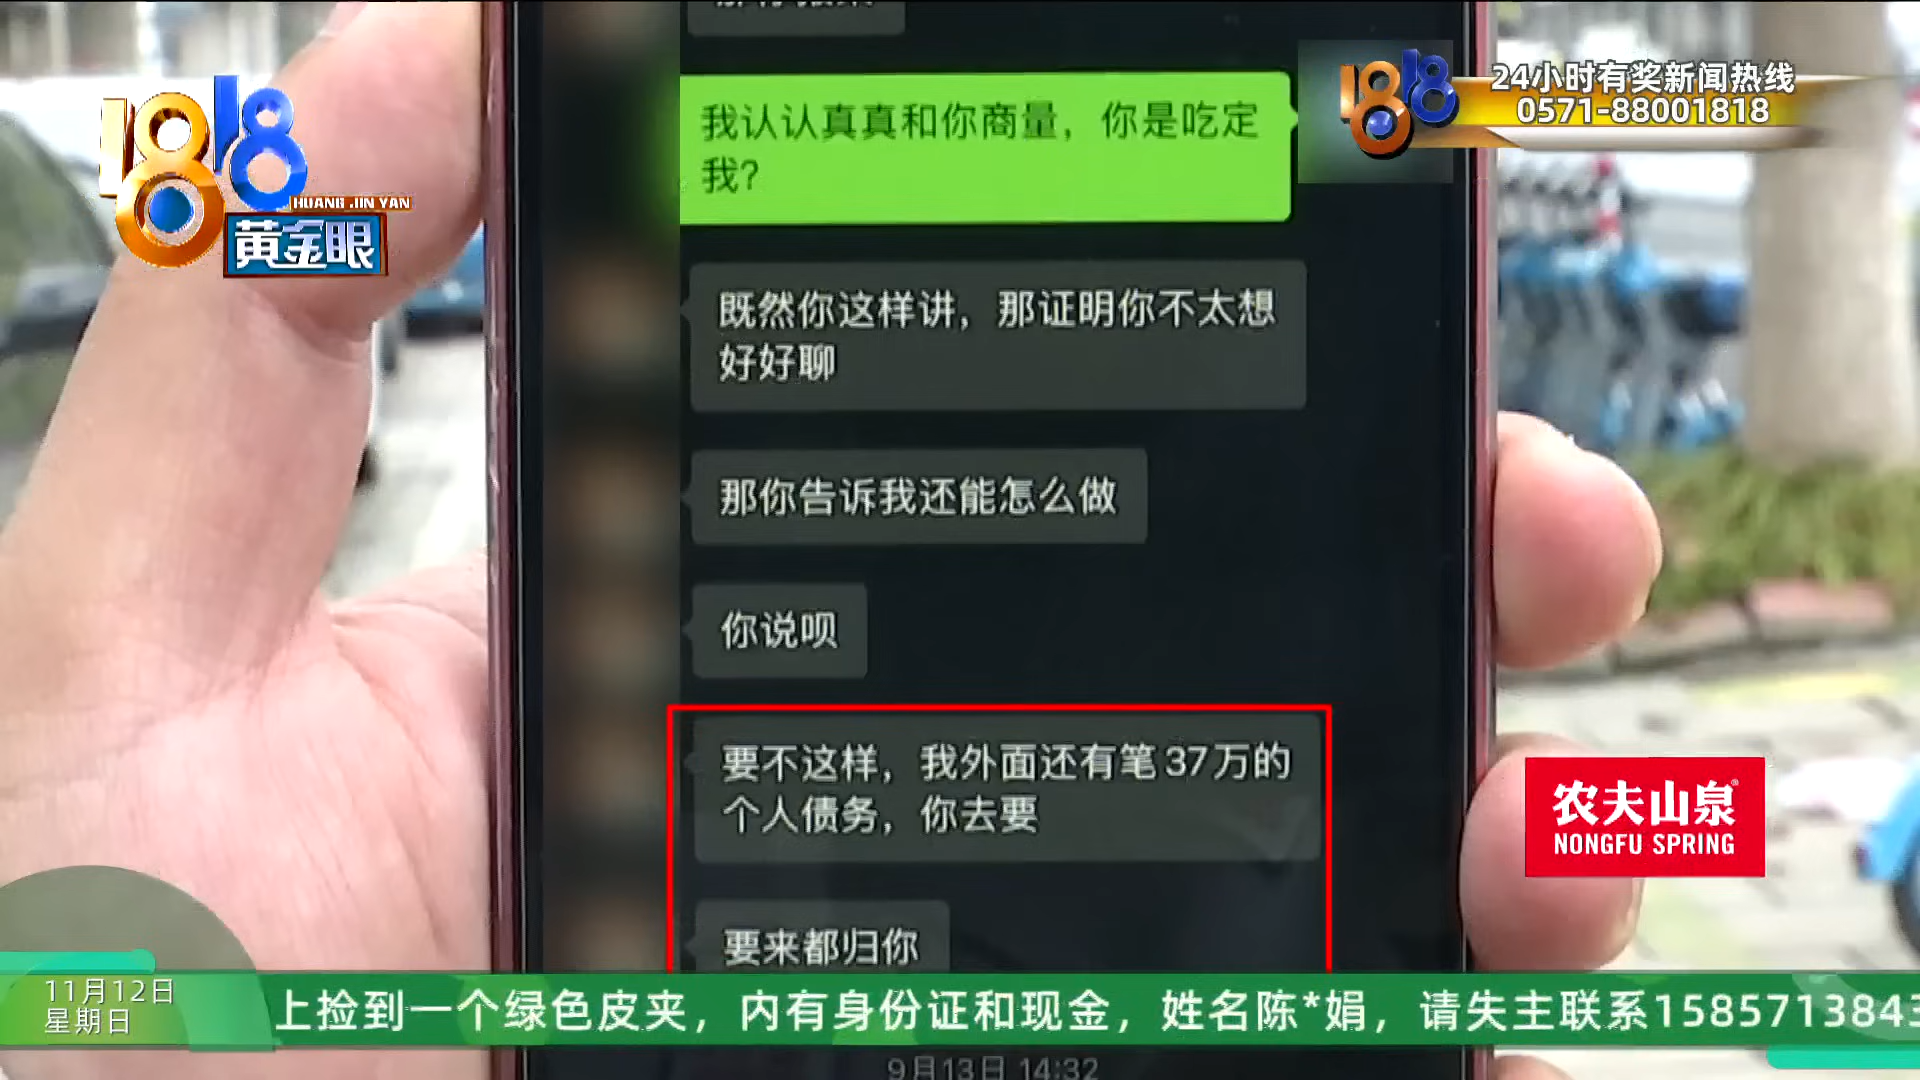 1818
HUANG JIN YAN
黄金眼
1818
24小时有奖新闻热线
0571-88001818
我认认真真和你商量，你是吃定
我？
既然你这样讲，那证明你不太想
好好聊
那你告诉我还能怎么做
你说呗
要不这样，我外面还有笔37万的
个人债务，你去要
要来都归你
农夫山泉®
NONGFU SPRING
11月12日
星期日
上捡到一个绿色皮夹，内有身份证和现金，姓名陈*娟，请失主联系1585713843
9月13日 14:32